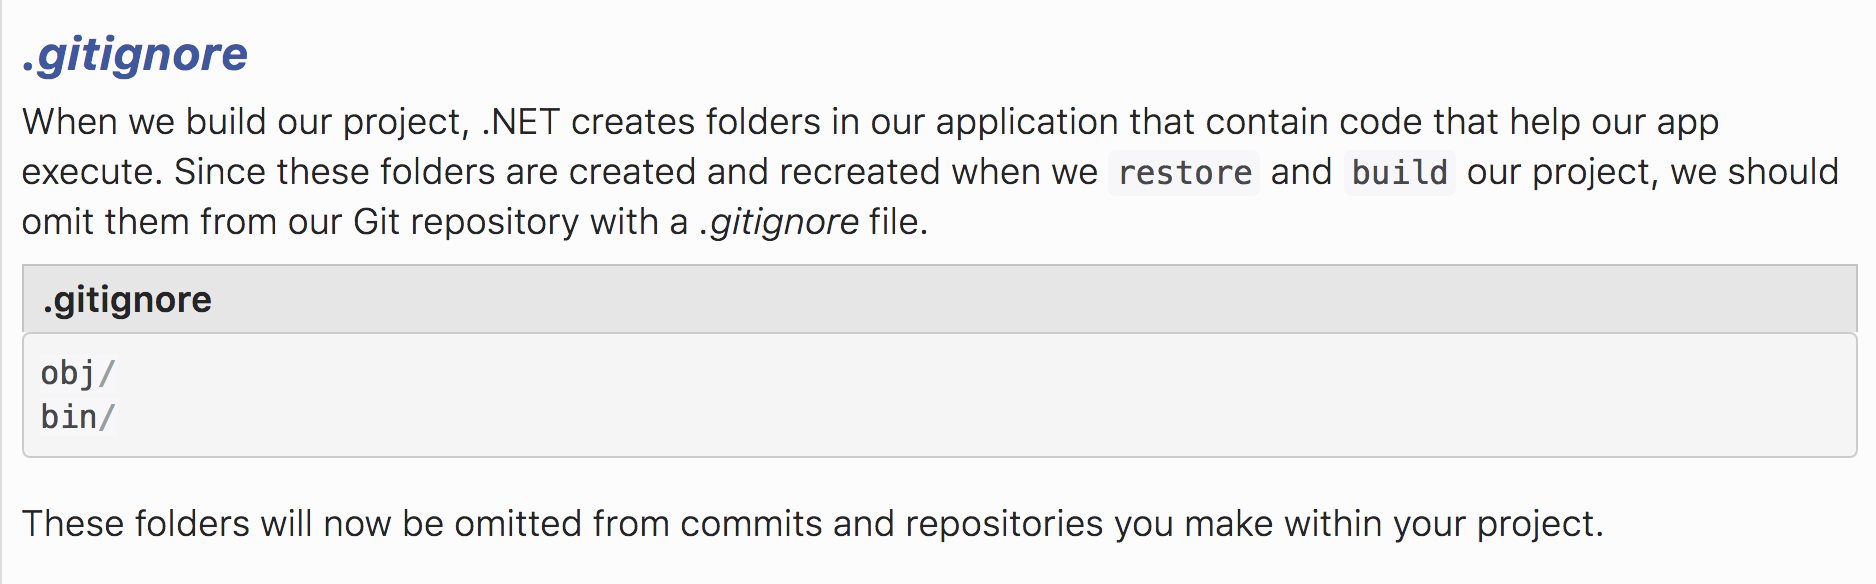 .gitignore
When we build our project, .NET creates folders in our application that contain code that help our app
execute. Since these folders are created and recreated when we restore and build our project, we should
omit them from our Git repository with a .gitignore file.
.gitignore
obj/
bin/
These folders will now be omitted from commits and repositories you make within your project.